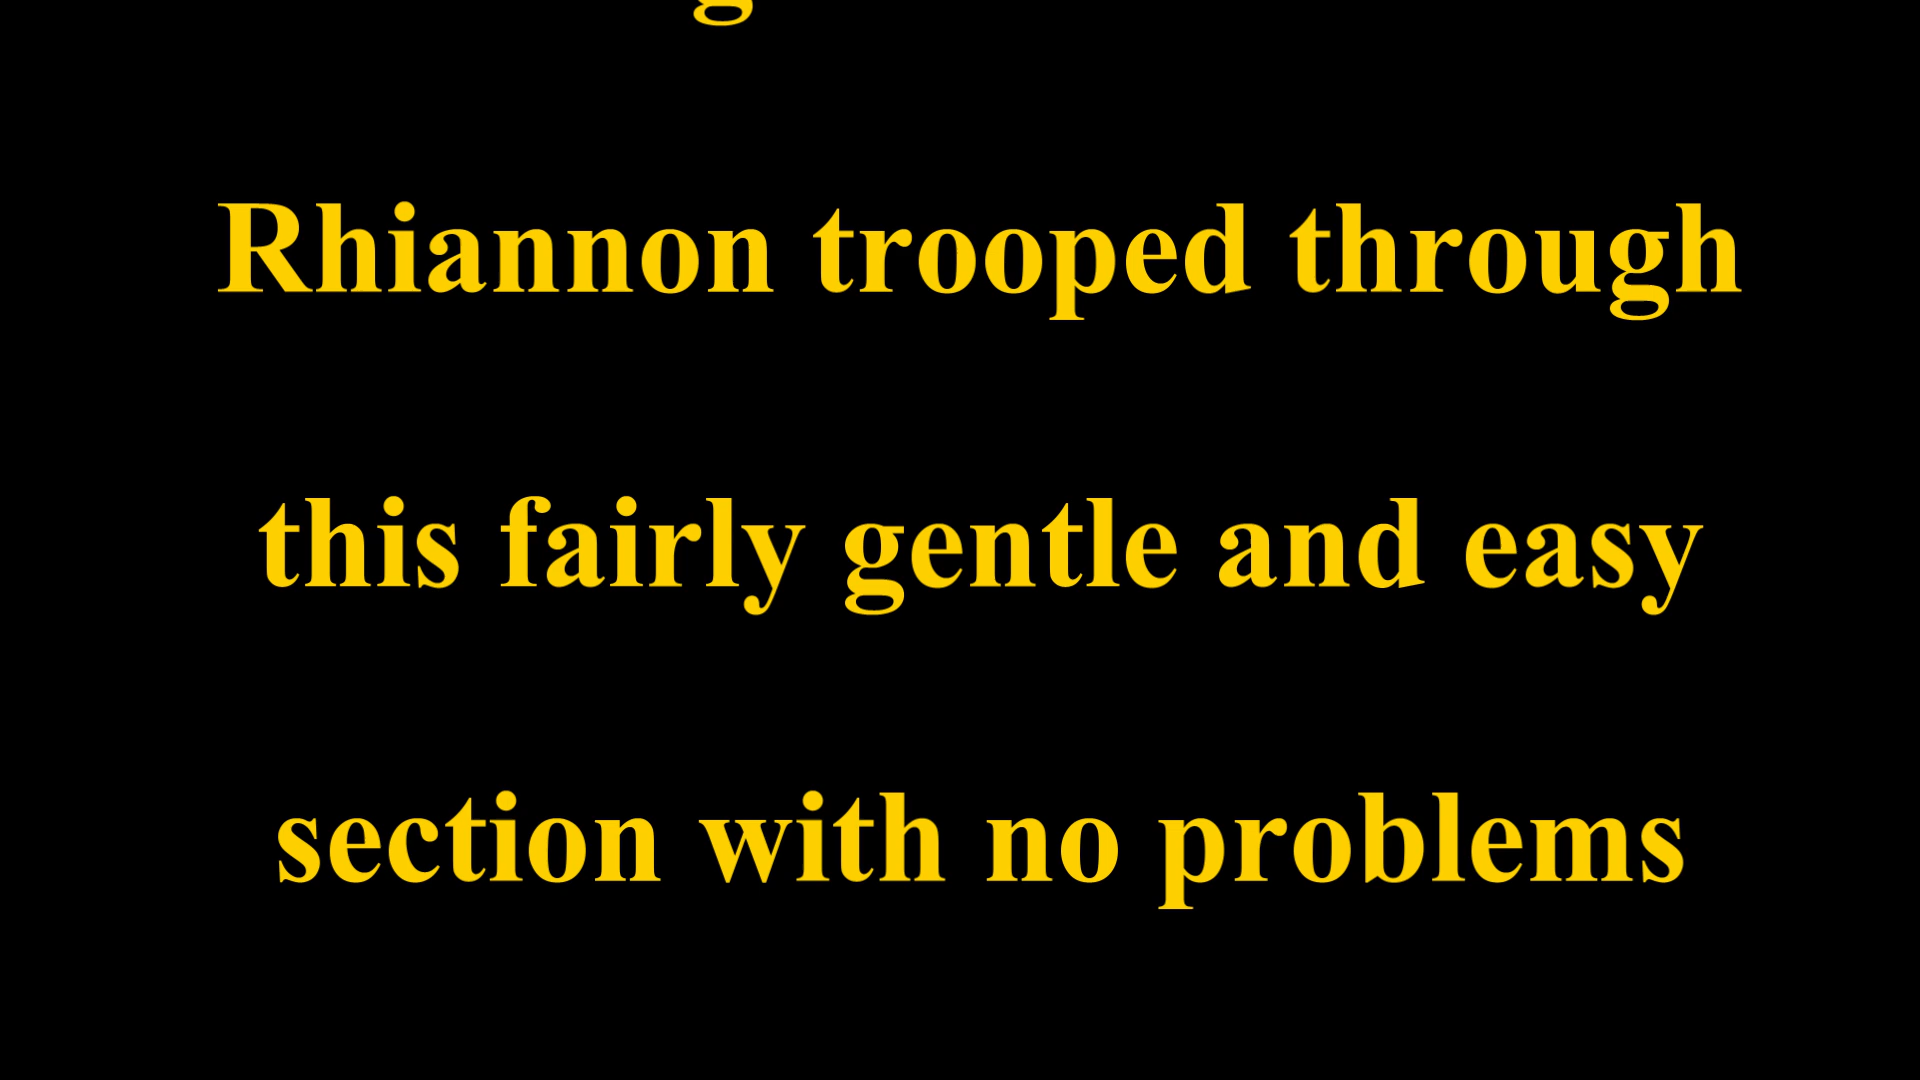 Rhiannon trooped through
this fairly gentle and easy
section with no problems